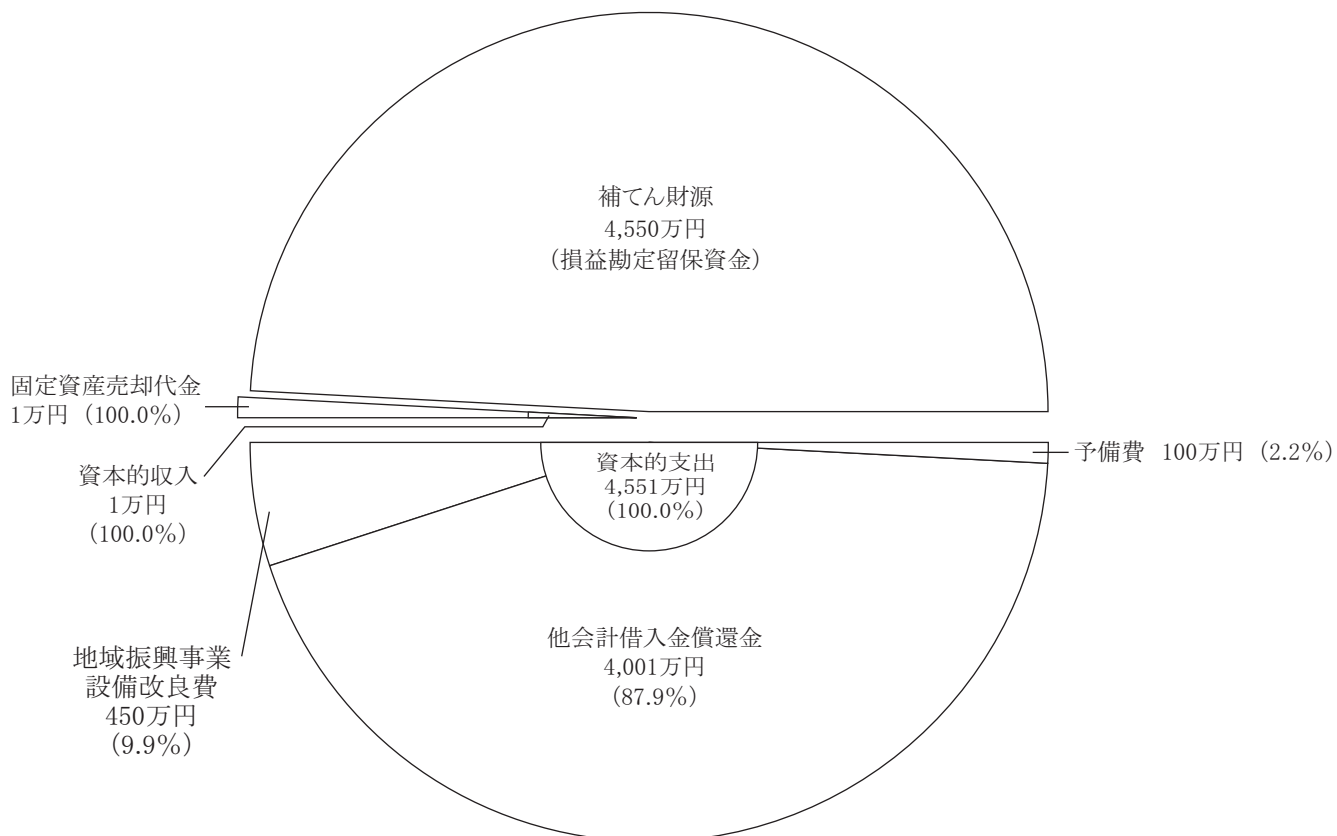 補てん財源
4,550万円
（損益勘定留保資金）
固定資産売却代金
1万円（100.0％）
資本的収入
1万円
（100.0％）
資本的支出
4,551万円
（100.0％）
予備費 100万円（2.2％）
他会計借入金償還金
4,001万円
（87.9％）
地域振興事業
設備改良費
450万円
（9.9％）